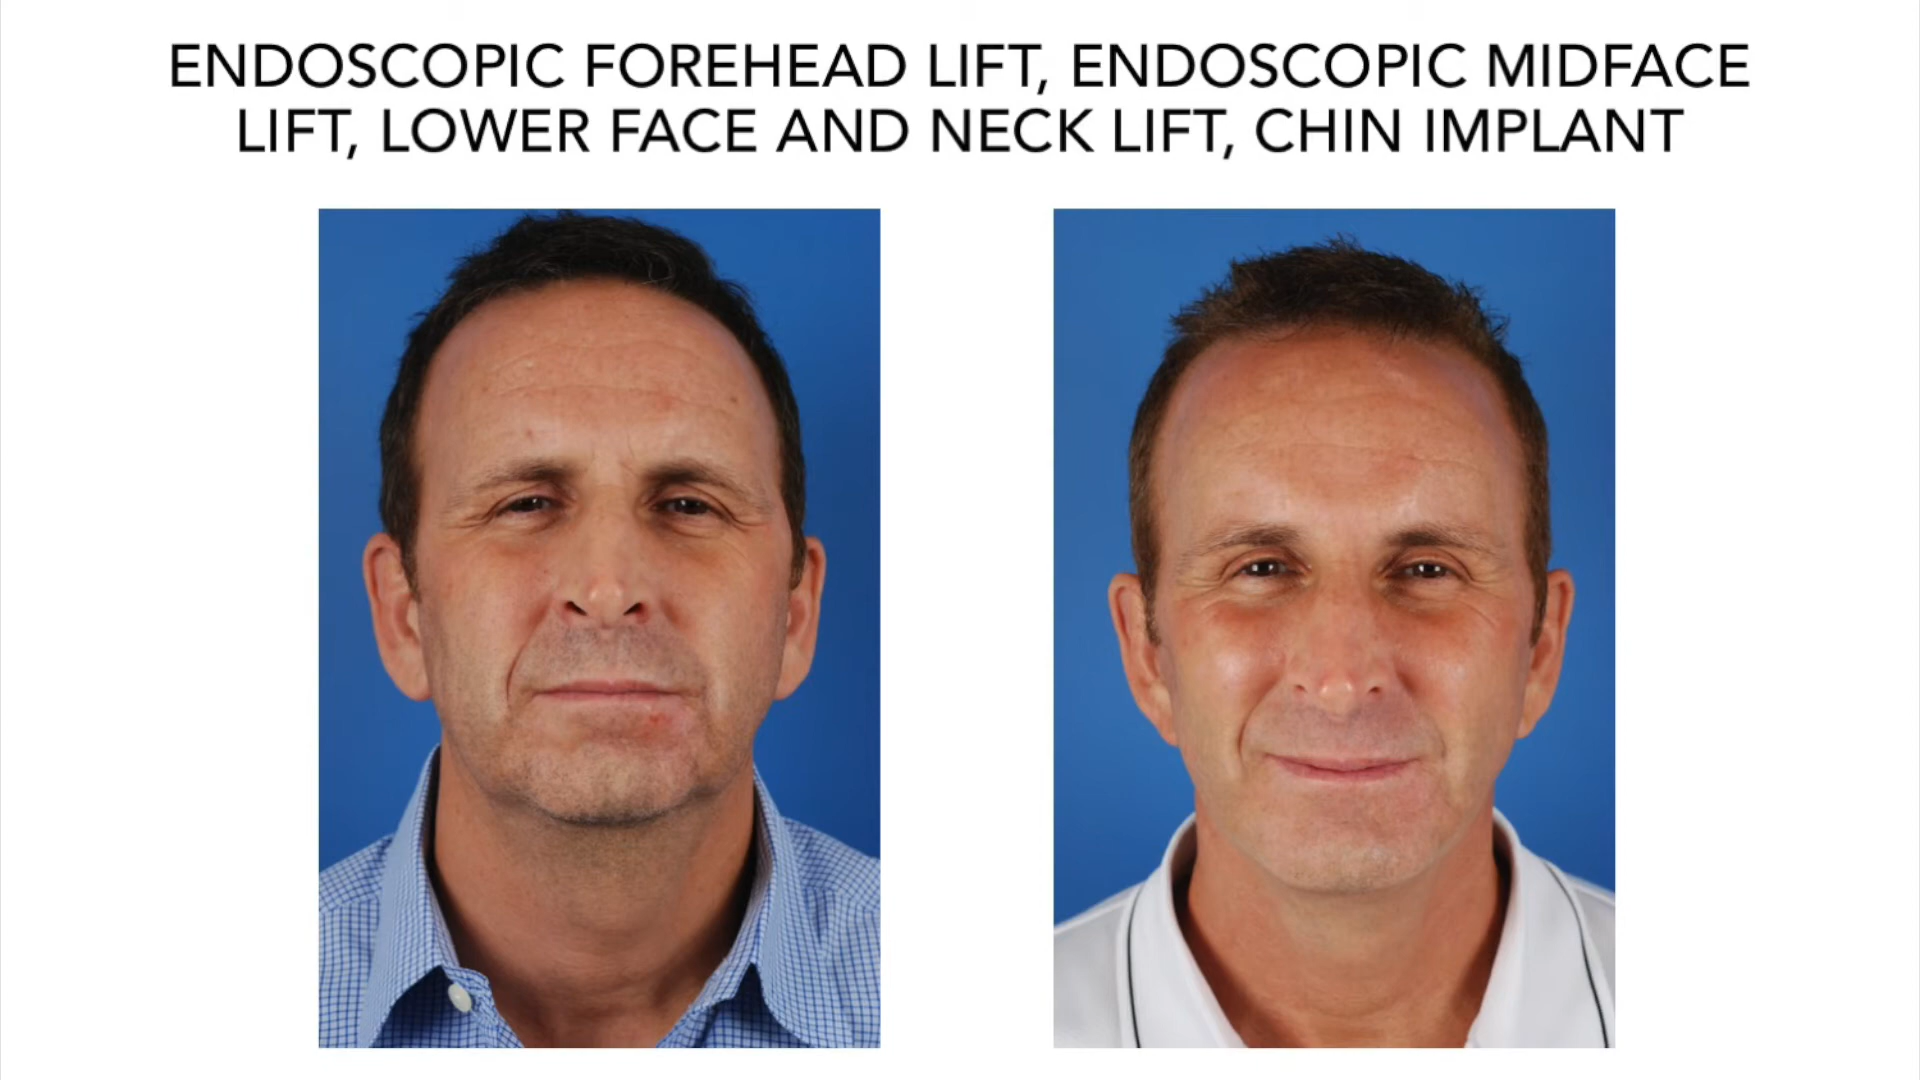 ENDOSCOPIC FOREHEAD LIFT, ENDOSCOPIC MIDFACE
LIFT, LOWER FACE AND NECK LIFT, CHIN IMPLANT